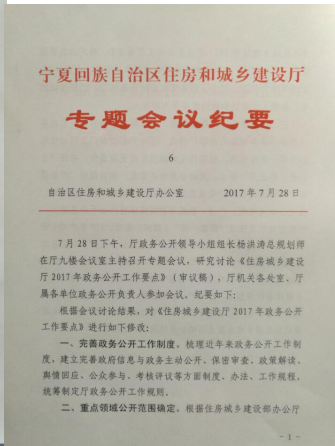 宁夏回族自治区住房和城乡建设厅
专题会议纪要
6
自治区住房和城乡建设厅办公室 2017年7月28日
7月28日下午，厅政务公开领导小组组长杨洪涛总规划师
在厅九楼会议室主持召开专题会议，研究讨论《住房城乡建设
厅2017年政务公开工作要点》（审议稿），厅机关各处室、厅
属各单位政务公开负责人参加会议。纪要如下：
根据会议讨论结果，对《住房城乡建设厅2017年政务公开
工作要点》进行如下修改：
一、完善政务公开工作制度，梳理近年来政务公开工作制
度，建立完善政府信息与政务主动公开、保密审查、政策解读、
舆情回应、公众参与、考核评议等方面制度、办法、工作规程，
统筹制定厅政务公开工作规则。
二、重点领域公开范围确定，根据住房城乡建设部办公厅
- 1 -